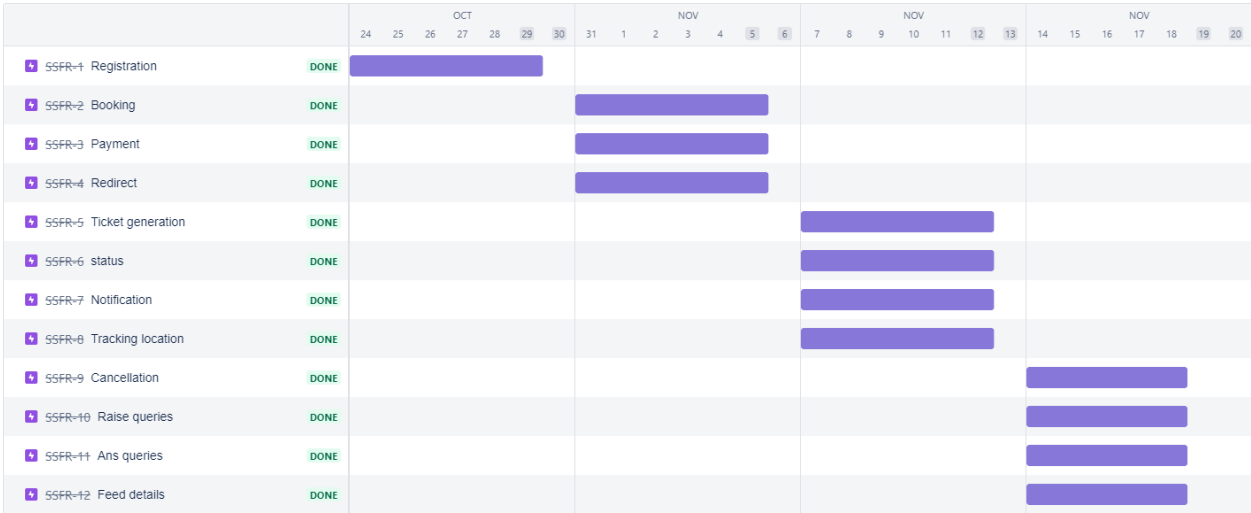 OCT NOV NOV NOV
24 25 26 27 28 29 30 31 1 2 3 4 5 6 7 8 9 10 11 12 13 14 15 16 17 18 19 20
SSFR-1 Registration DONE
SSFR-2 Booking DONE
SSFR-3 Payment DONE
SSFR-4 Redirect DONE
SSFR-5 Ticket generation DONE
SSFR-6 status DONE
SSFR-7 Notification DONE
SSFR-8 Tracking location DONE
SSFR-9 Cancellation DONE
SSFR-10 Raise queries DONE
SSFR-11 Ans queries DONE
SSFR-12 Feed details DONE